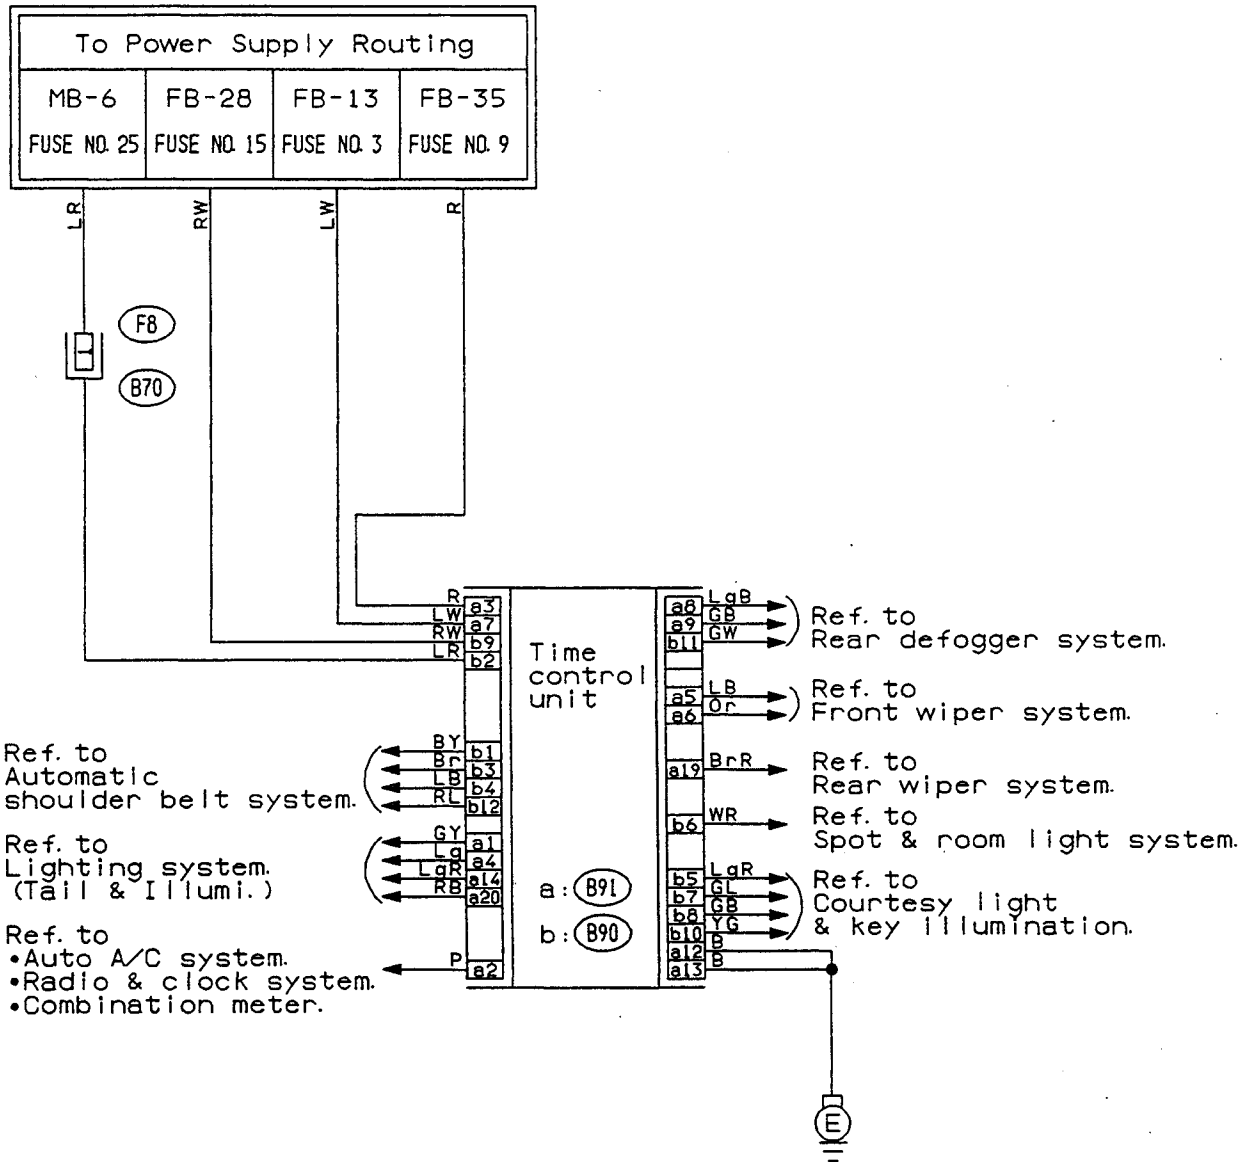 To Power Supply Routing
MB-6 FB-28 FB-13 FB-35
FUSE NO. 25 FUSE NO. 15 FUSE NO. 3 FUSE NO. 9
LR RW LW R
F8
B70
R a3
LW a7
RW b9
LR b2
Time
control
unit
a8 LgB
a9 GB
b11 GW
Ref. to
Rear defogger system.
a5 LB
a6 Or
Ref. to
Front wiper system.
Ref. to
Automatic
shoulder belt system.
BY b1
Br b3
LB b4
RL b12
a19 BrR
Ref. to
Rear wiper system.
b6 WR
Ref. to
Spot & room light system.
Ref. to
Lighting system.
(Tail & Illumi.)
GY a1
Lg a4
LgR a14
RB a20
a: B91
b: B90
b5 LgR
b7 GL
b8 GB
b10 YG
Ref. to
Courtesy light
& key illumination.
a12 B
a13 B
Ref. to
•Auto A/C system.
•Radio & clock system.
•Combination meter.
P a2
E